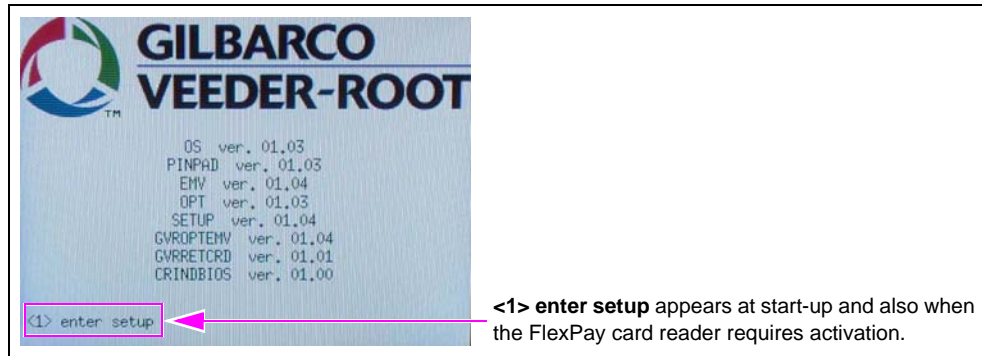 GILBARCO
VEEDER-ROOT
TM
OS ver. 01.03
PINPAD ver. 01.03
EMV ver. 01.04
OPT ver. 01.03
SETUP ver. 01.04
GVROPTEMV ver. 01.04
GVRRETCRD ver. 01.01
CRINDBIOS ver. 01.00
<1> enter setup
<1> enter setup appears at start-up and also when
the FlexPay card reader requires activation.